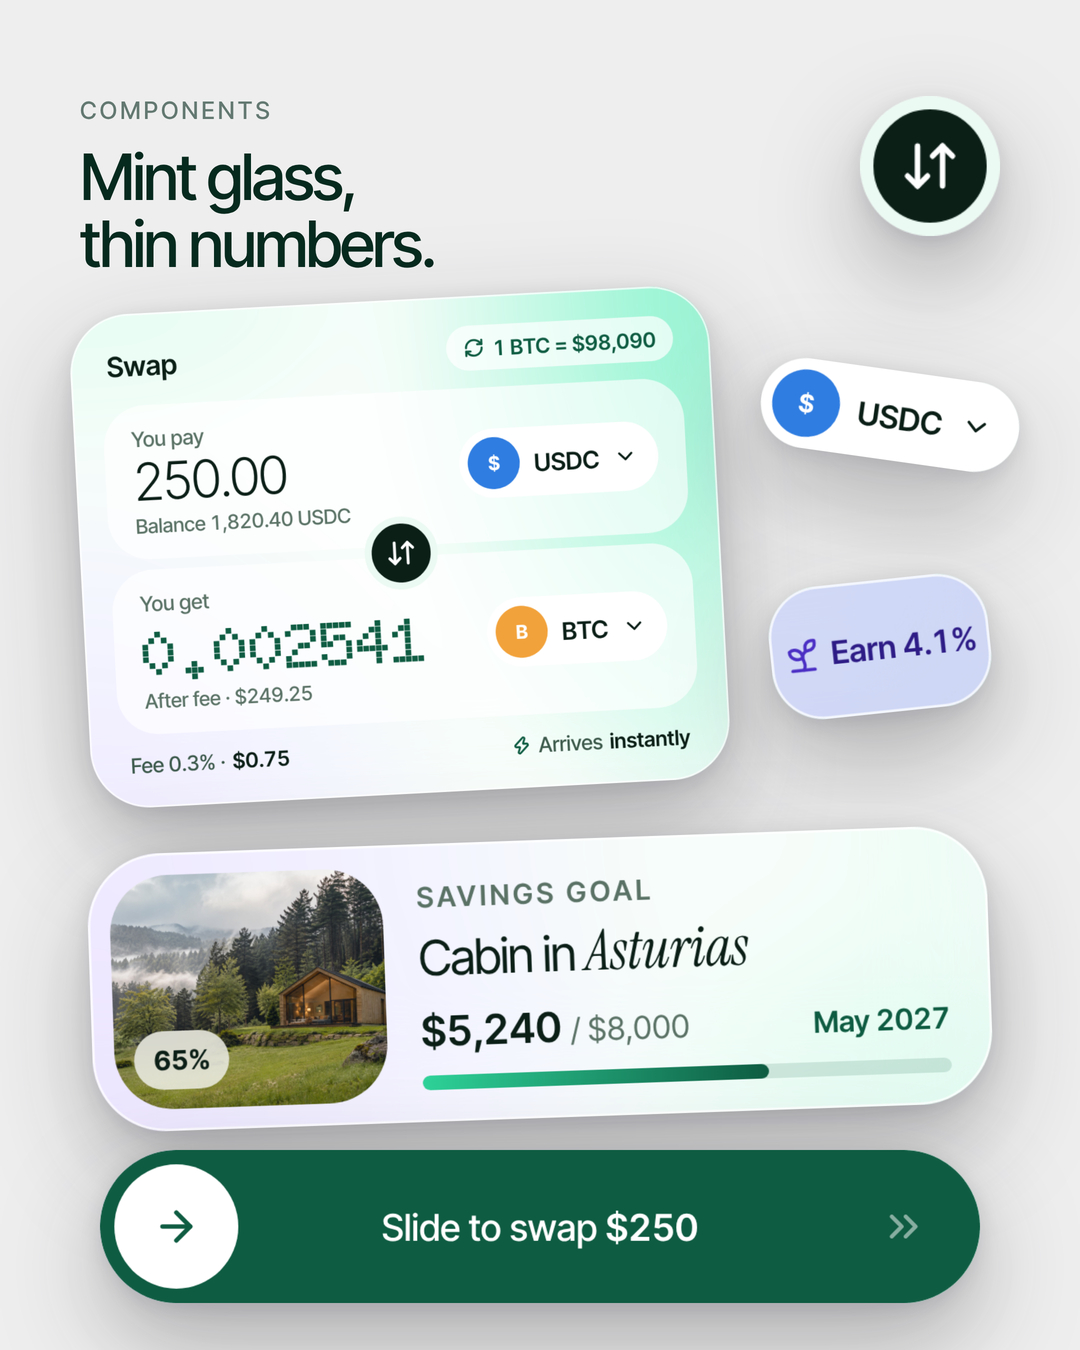 COMPONENTS
Mint glass,
thin numbers.
Swap
1 BTC = $98,090
You pay
250.00
$ USDC
Balance 1,820.40 USDC
You get
0.002541
B BTC
After fee · $249.25
Fee 0.3% · $0.75
Arrives instantly
$ USDC
Earn 4.1%
SAVINGS GOAL
Cabin in Asturias
$5,240 / $8,000
May 2027
65%
Slide to swap $250